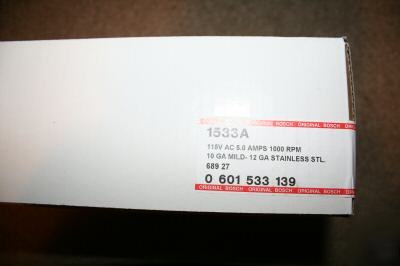 ORIGINAL BOSCH ORIGINAL BOSCH ORIGINAL BOSCH
1533A
115V AC 5.0 AMPS 1000 RPM
10 GA MILD- 12 GA STAINLESS STL.
689 27
0 601 533 139
ORIGINAL BOSCH ORIGINAL BOSCH ORIGINAL BOSCH